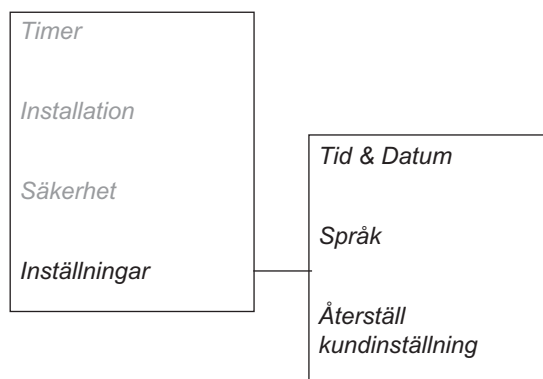 Timer
Installation
Säkerhet
Inställningar
Tid & Datum
Språk
Återställ
kundinställning